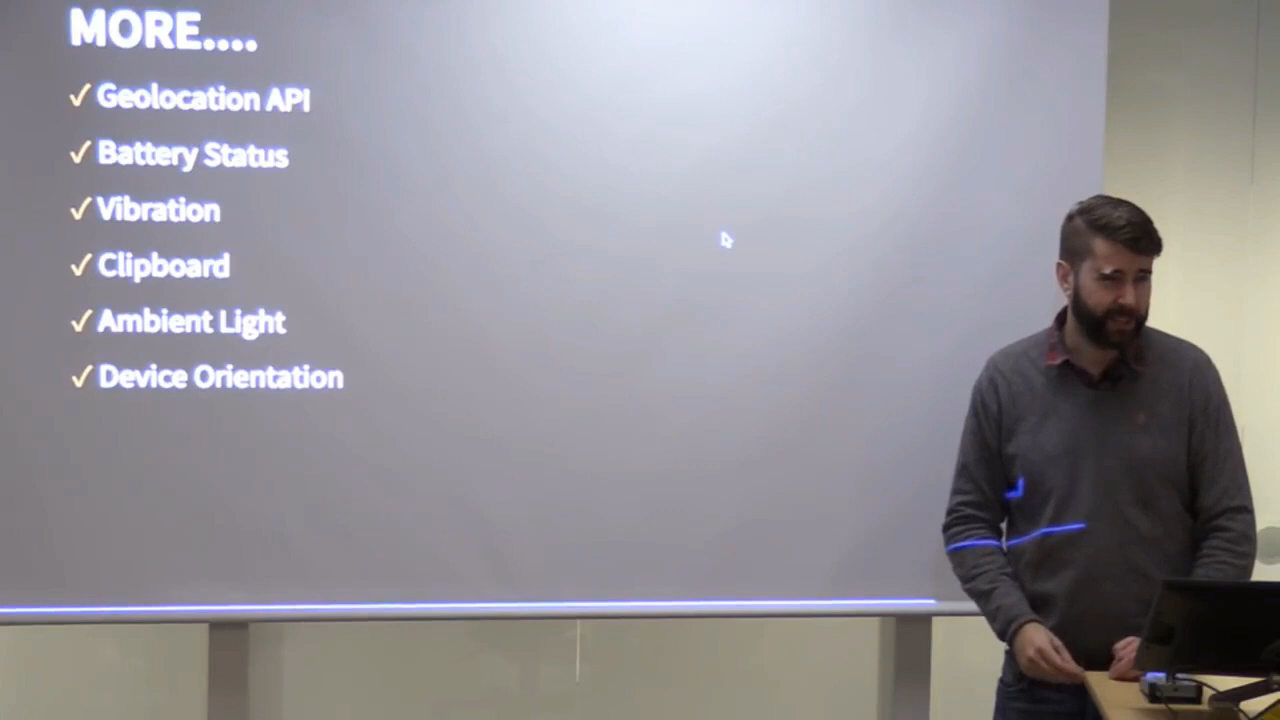 MORE....
✓ Geolocation API
✓ Battery Status
✓ Vibration
✓ Clipboard
✓ Ambient Light
✓ Device Orientation